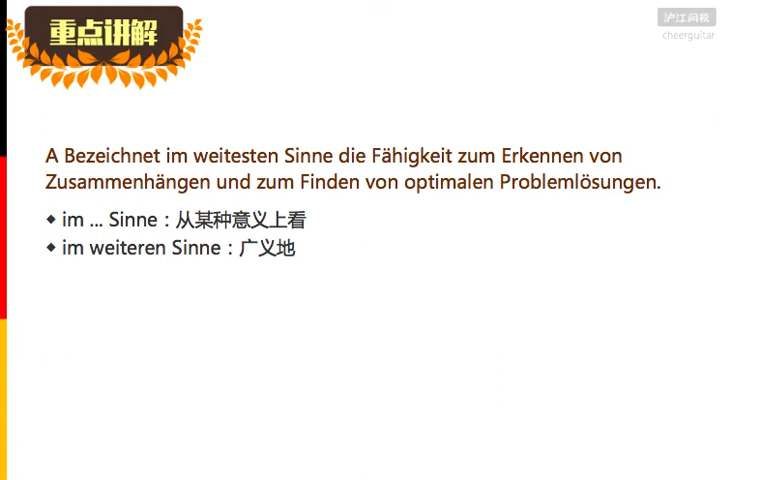 重点讲解
沪江网校
cheerguitar
A Bezeichnet im weitesten Sinne die Fähigkeit zum Erkennen von
Zusammenhängen und zum Finden von optimalen Problemlösungen.
◆ im ... Sinne：从某种意义上看
◆ im weiteren Sinne：广义地